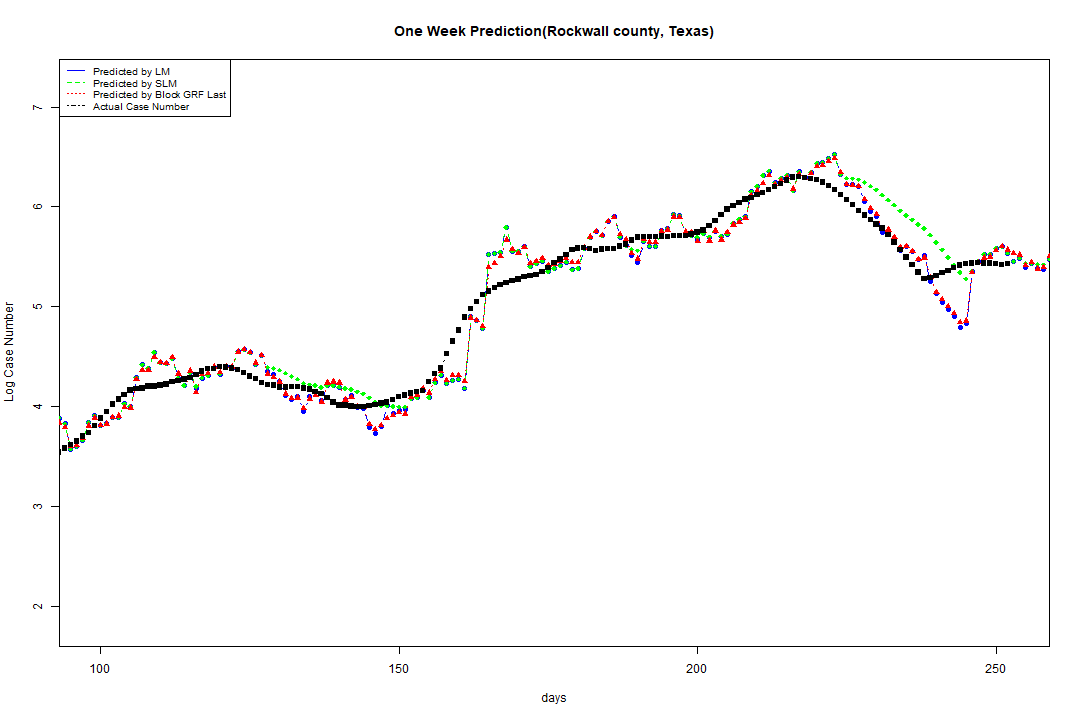 One Week Prediction(Rockwall county, Texas)
Predicted by LM
Predicted by SLM
Predicted by Block GRF Last
Actual Case Number
7
6
5
4
3
2
Log Case Number
100 150 200 250
days